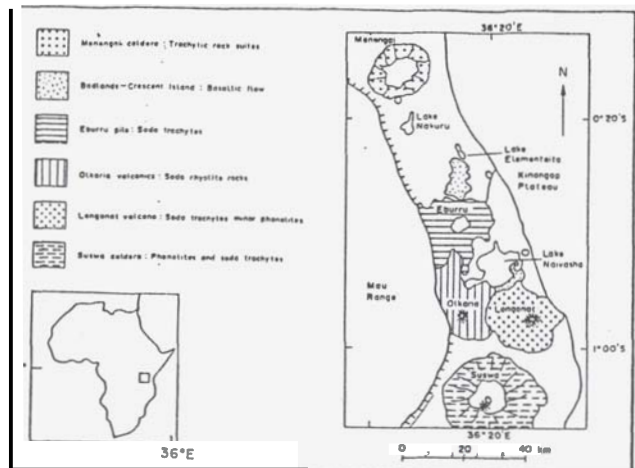 Menengai caldera : Trachytic rock suites
Badlands-Crescent Island : Basaltic flow
Eburru pile : Soda trachytes
Olkaria volcanics : Soda rhyolite rocks
Longonot volcano : Soda trachytes minor phonolites
Suswa caldera : Phonolites and soda trachytes
36°E
36°20'E
Menengai
N
Lake
Nakuru
0°20'S
Lake
Elementaita
Kinangop
Plateau
Eburru
Lake
Naivasha
Mau
Range
Olkaria
Longonot
1°00'S
Suswa
36°20'E
0 20 40 km